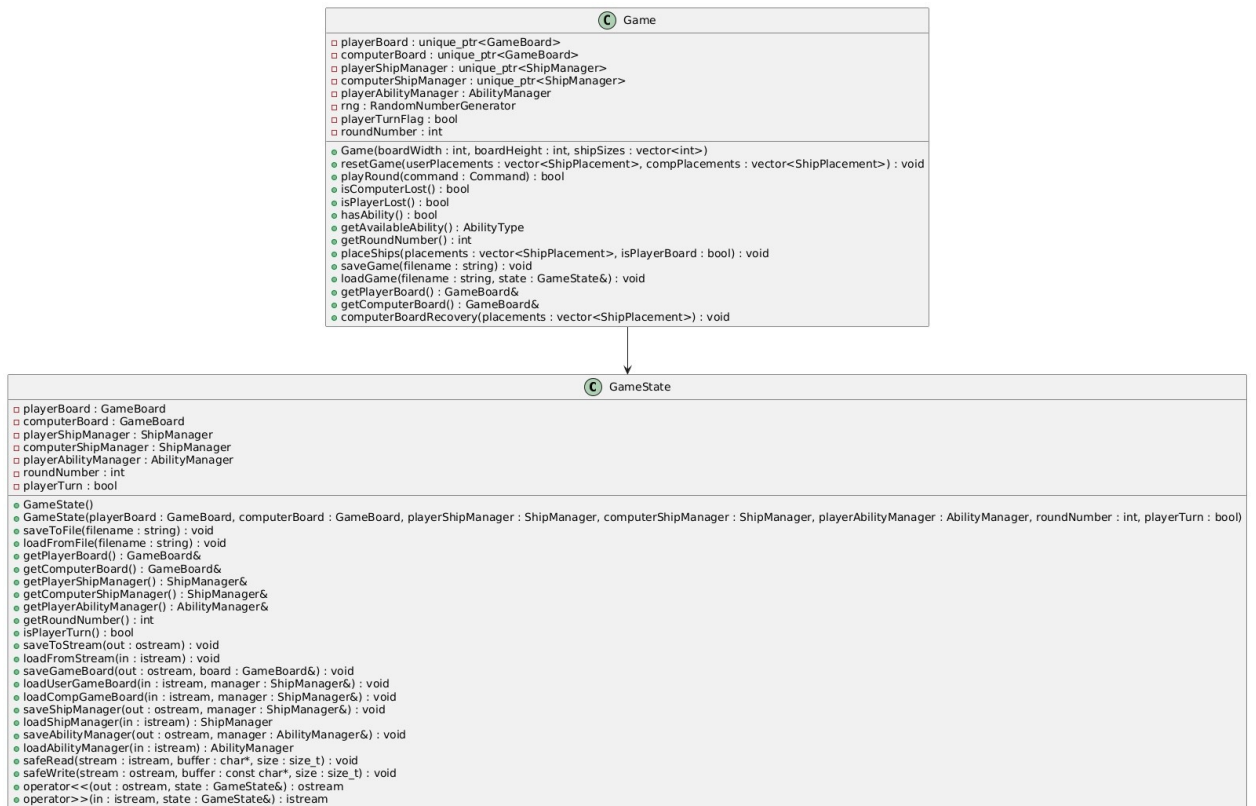 C Game
playerBoard : unique_ptr<GameBoard>
computerBoard : unique_ptr<GameBoard>
playerShipManager : unique_ptr<ShipManager>
computerShipManager : unique_ptr<ShipManager>
playerAbilityManager : AbilityManager
rng : RandomNumberGenerator
playerTurnFlag : bool
roundNumber : int
Game(boardWidth : int, boardHeight : int, shipSizes : vector<int>)
resetGame(userPlacements : vector<ShipPlacement>, compPlacements : vector<ShipPlacement>) : void
playRound(command : Command) : bool
isComputerLost() : bool
isPlayerLost() : bool
hasAbility() : bool
getAvailableAbility() : AbilityType
getRoundNumber() : int
placeShips(placements : vector<ShipPlacement>, isPlayerBoard : bool) : void
saveGame(filename : string) : void
loadGame(filename : string, state : GameState&) : void
getPlayerBoard() : GameBoard&
getComputerBoard() : GameBoard&
computerBoardRecovery(placements : vector<ShipPlacement>) : void
C GameState
playerBoard : GameBoard
computerBoard : GameBoard
playerShipManager : ShipManager
computerShipManager : ShipManager
playerAbilityManager : AbilityManager
roundNumber : int
playerTurn : bool
GameState()
GameState(playerBoard : GameBoard, computerBoard : GameBoard, playerShipManager : ShipManager, computerShipManager : ShipManager, playerAbilityManager : AbilityManager, roundNumber : int, playerTurn : bool)
saveToFile(filename : string) : void
loadFromFile(filename : string) : void
getPlayerBoard() : GameBoard&
getComputerBoard() : GameBoard&
getPlayerShipManager() : ShipManager&
getComputerShipManager() : ShipManager&
getPlayerAbilityManager() : AbilityManager&
getRoundNumber() : int
isPlayerTurn() : bool
saveToStream(out : ostream) : void
loadFromStream(in : istream) : void
saveGameBoard(out : ostream, board : GameBoard&) : void
loadUserGameBoard(in : istream, manager : ShipManager&) : void
loadCompGameBoard(in : istream, manager : ShipManager&) : void
saveShipManager(out : ostream, manager : ShipManager&) : void
loadShipManager(in : istream) : ShipManager
saveAbilityManager(out : ostream, manager : AbilityManager&) : void
loadAbilityManager(in : istream) : AbilityManager
safeRead(stream : istream, buffer : char*, size : size_t) : void
safeWrite(stream : ostream, buffer : const char*, size : size_t) : void
operator<<(out : ostream, state : GameState&) : ostream
operator>>(in : istream, state : GameState&) : istream